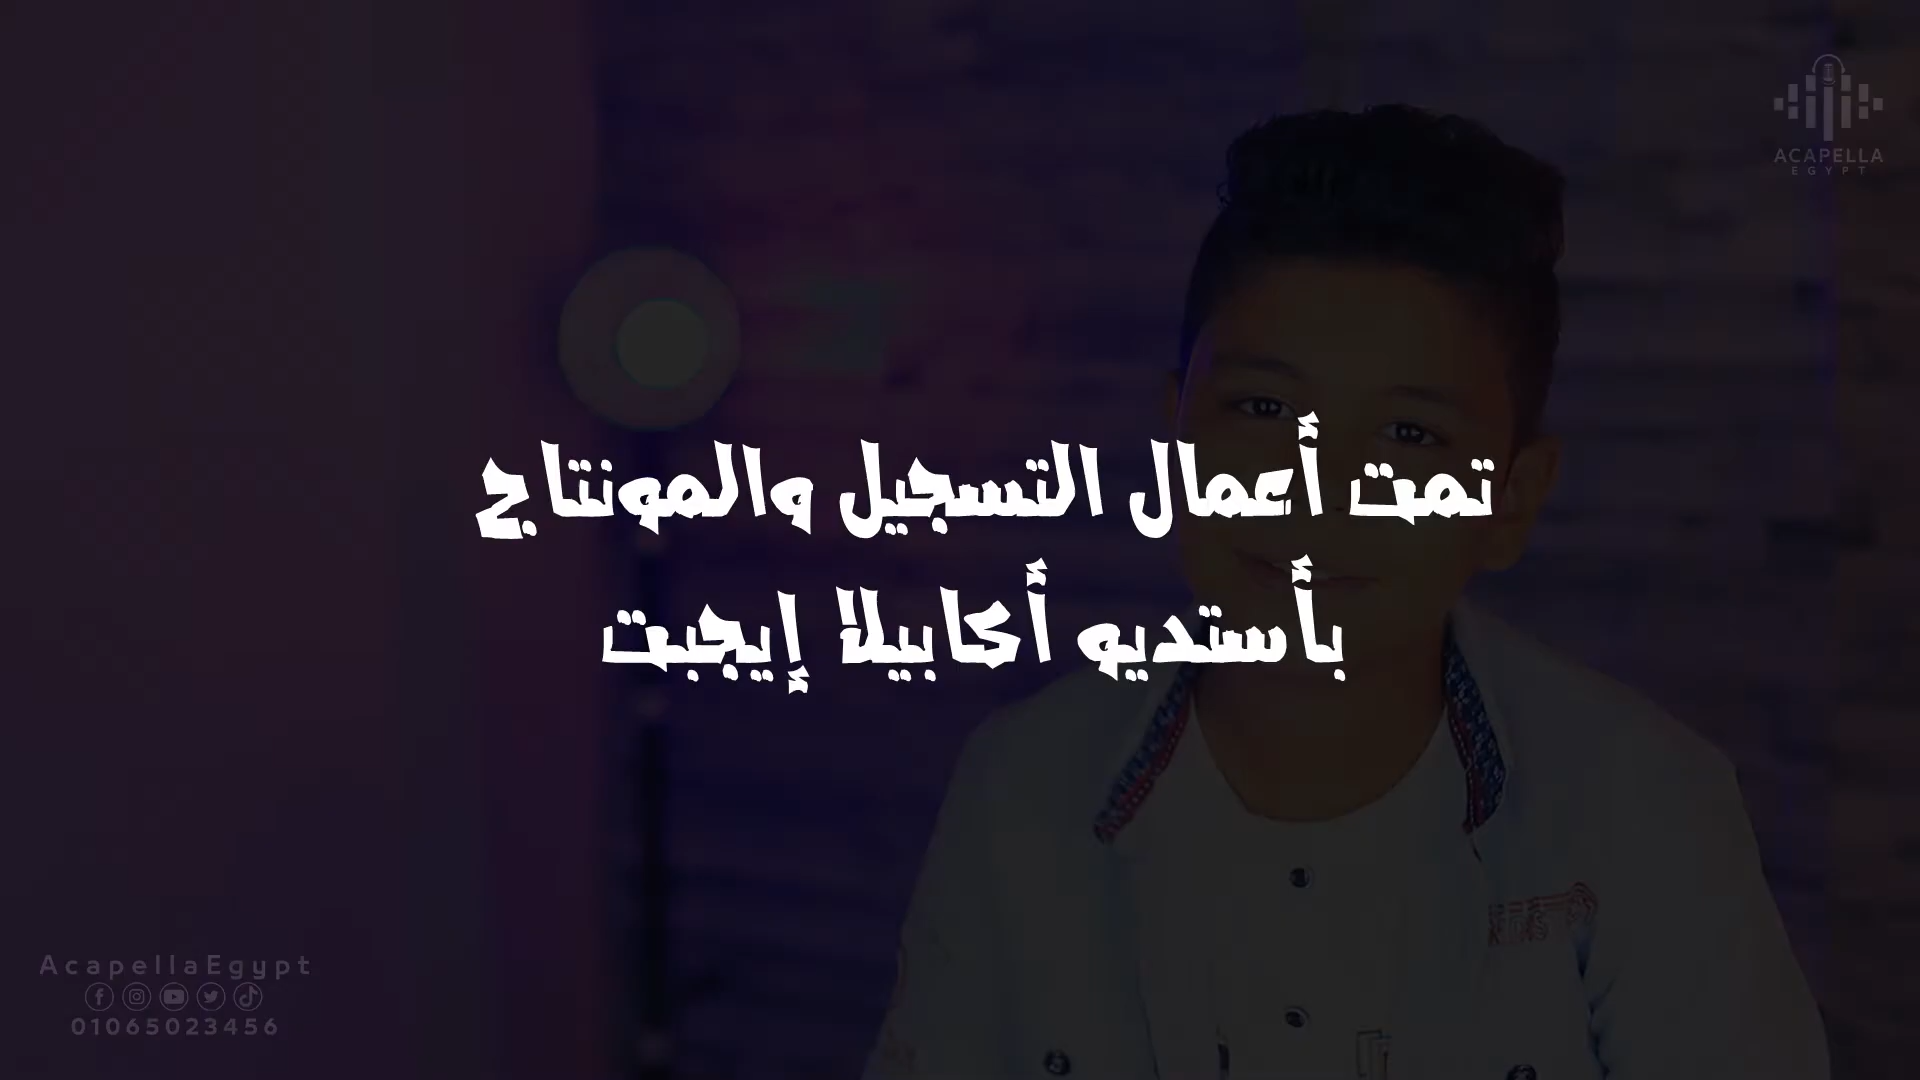 ACAPELLA
EGYPT
تمت أعمال التسجيل والمونتاج
بأستديو أكابيلا إيجبت
AcapellaEgypt
01065023456